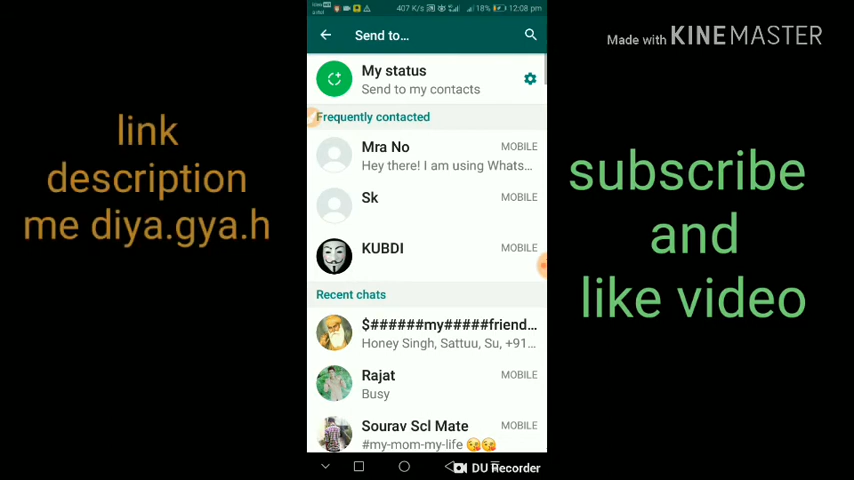 407 K/s 18% 12:08 pm
Send to...
Made with KINEMASTER
My status
Send to my contacts
Frequently contacted
Mra No MOBILE
Hey there! I am using Whats...
Sk MOBILE
KUBDI MOBILE
Recent chats
$######my#####friend...
Honey Singh, Sattuu, Su, +91...
Rajat MOBILE
Busy
Sourav Scl Mate MOBILE
#my-mom-my-life 😘😘
DU Recorder
link
description
me diya.gya.h
subscribe
and
like video